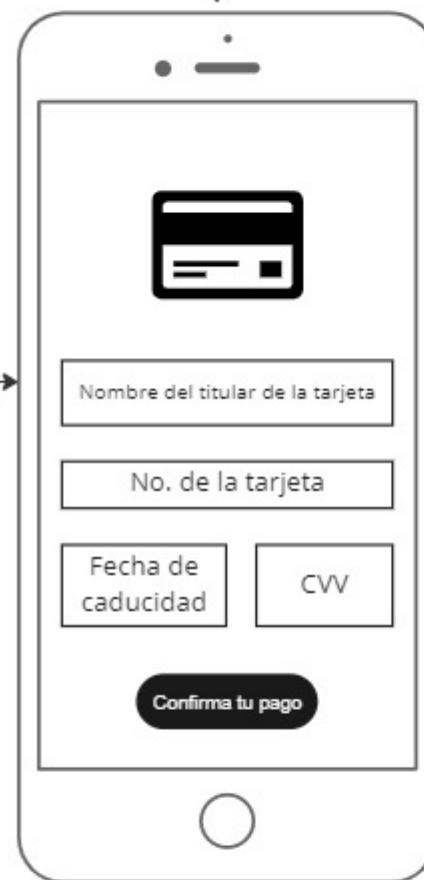 Nombre del titular de la tarjeta
No. de la tarjeta
Fecha de
caducidad
CVV
Confirma tu pago